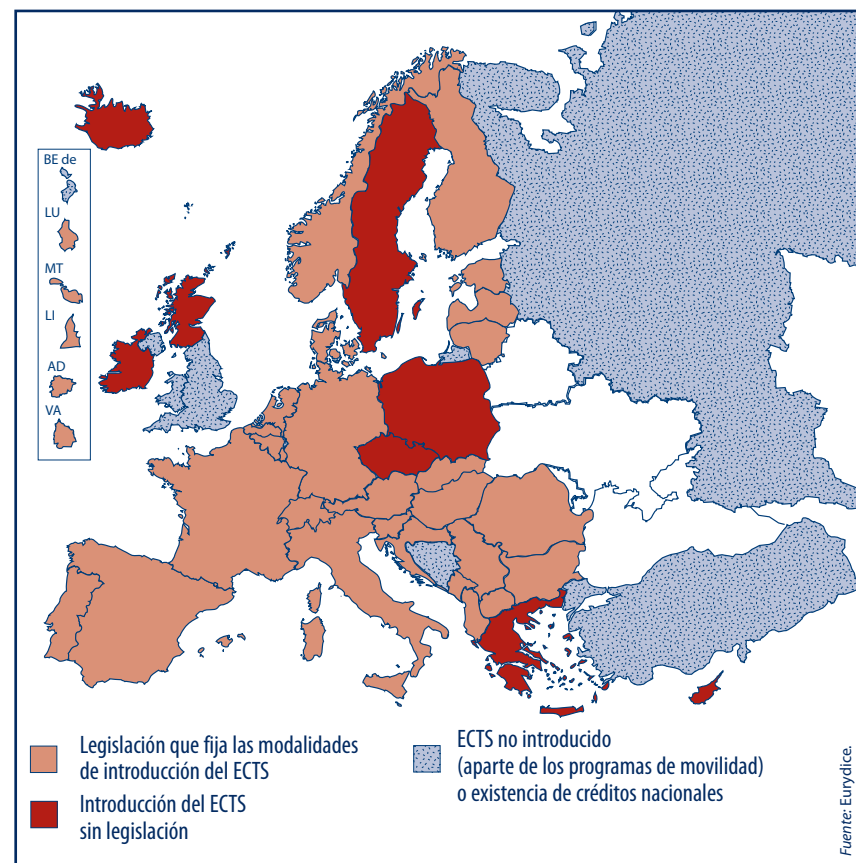 BE de
LU
MT
LI
AD
VA
Legislación que fija las modalidades
de introducción del ECTS
Introducción del ECTS
sin legislación
ECTS no introducido
(aparte de los programas de movilidad)
o existencia de créditos nacionales
Fuente: Eurydice.